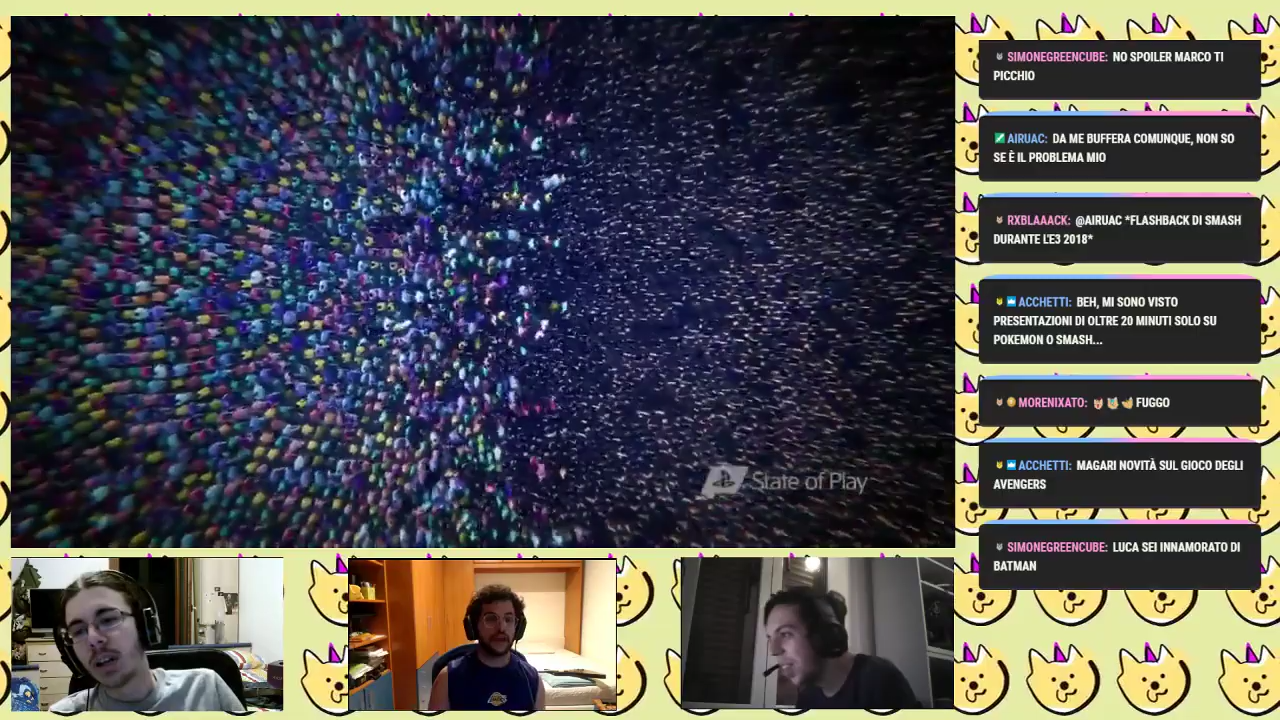 SIMONEGREENCUBE: NO SPOILER MARCO TI
PICCHIO
AIRUAC: DA ME BUFFERA COMUNQUE, NON SO
SE È IL PROBLEMA MIO
RXBLAAACK: @AIRUAC *FLASHBACK DI SMASH
DURANTE L'E3 2018*
ACCHETTI: BEH, MI SONO VISTO
PRESENTAZIONI DI OLTRE 20 MINUTI SOLO SU
POKEMON O SMASH...
MORENIXATO: FUGGO
ACCHETTI: MAGARI NOVITÀ SUL GIOCO DEGLI
AVENGERS
SIMONEGREENCUBE: LUCA SEI INNAMORATO DI
BATMAN
State of Play